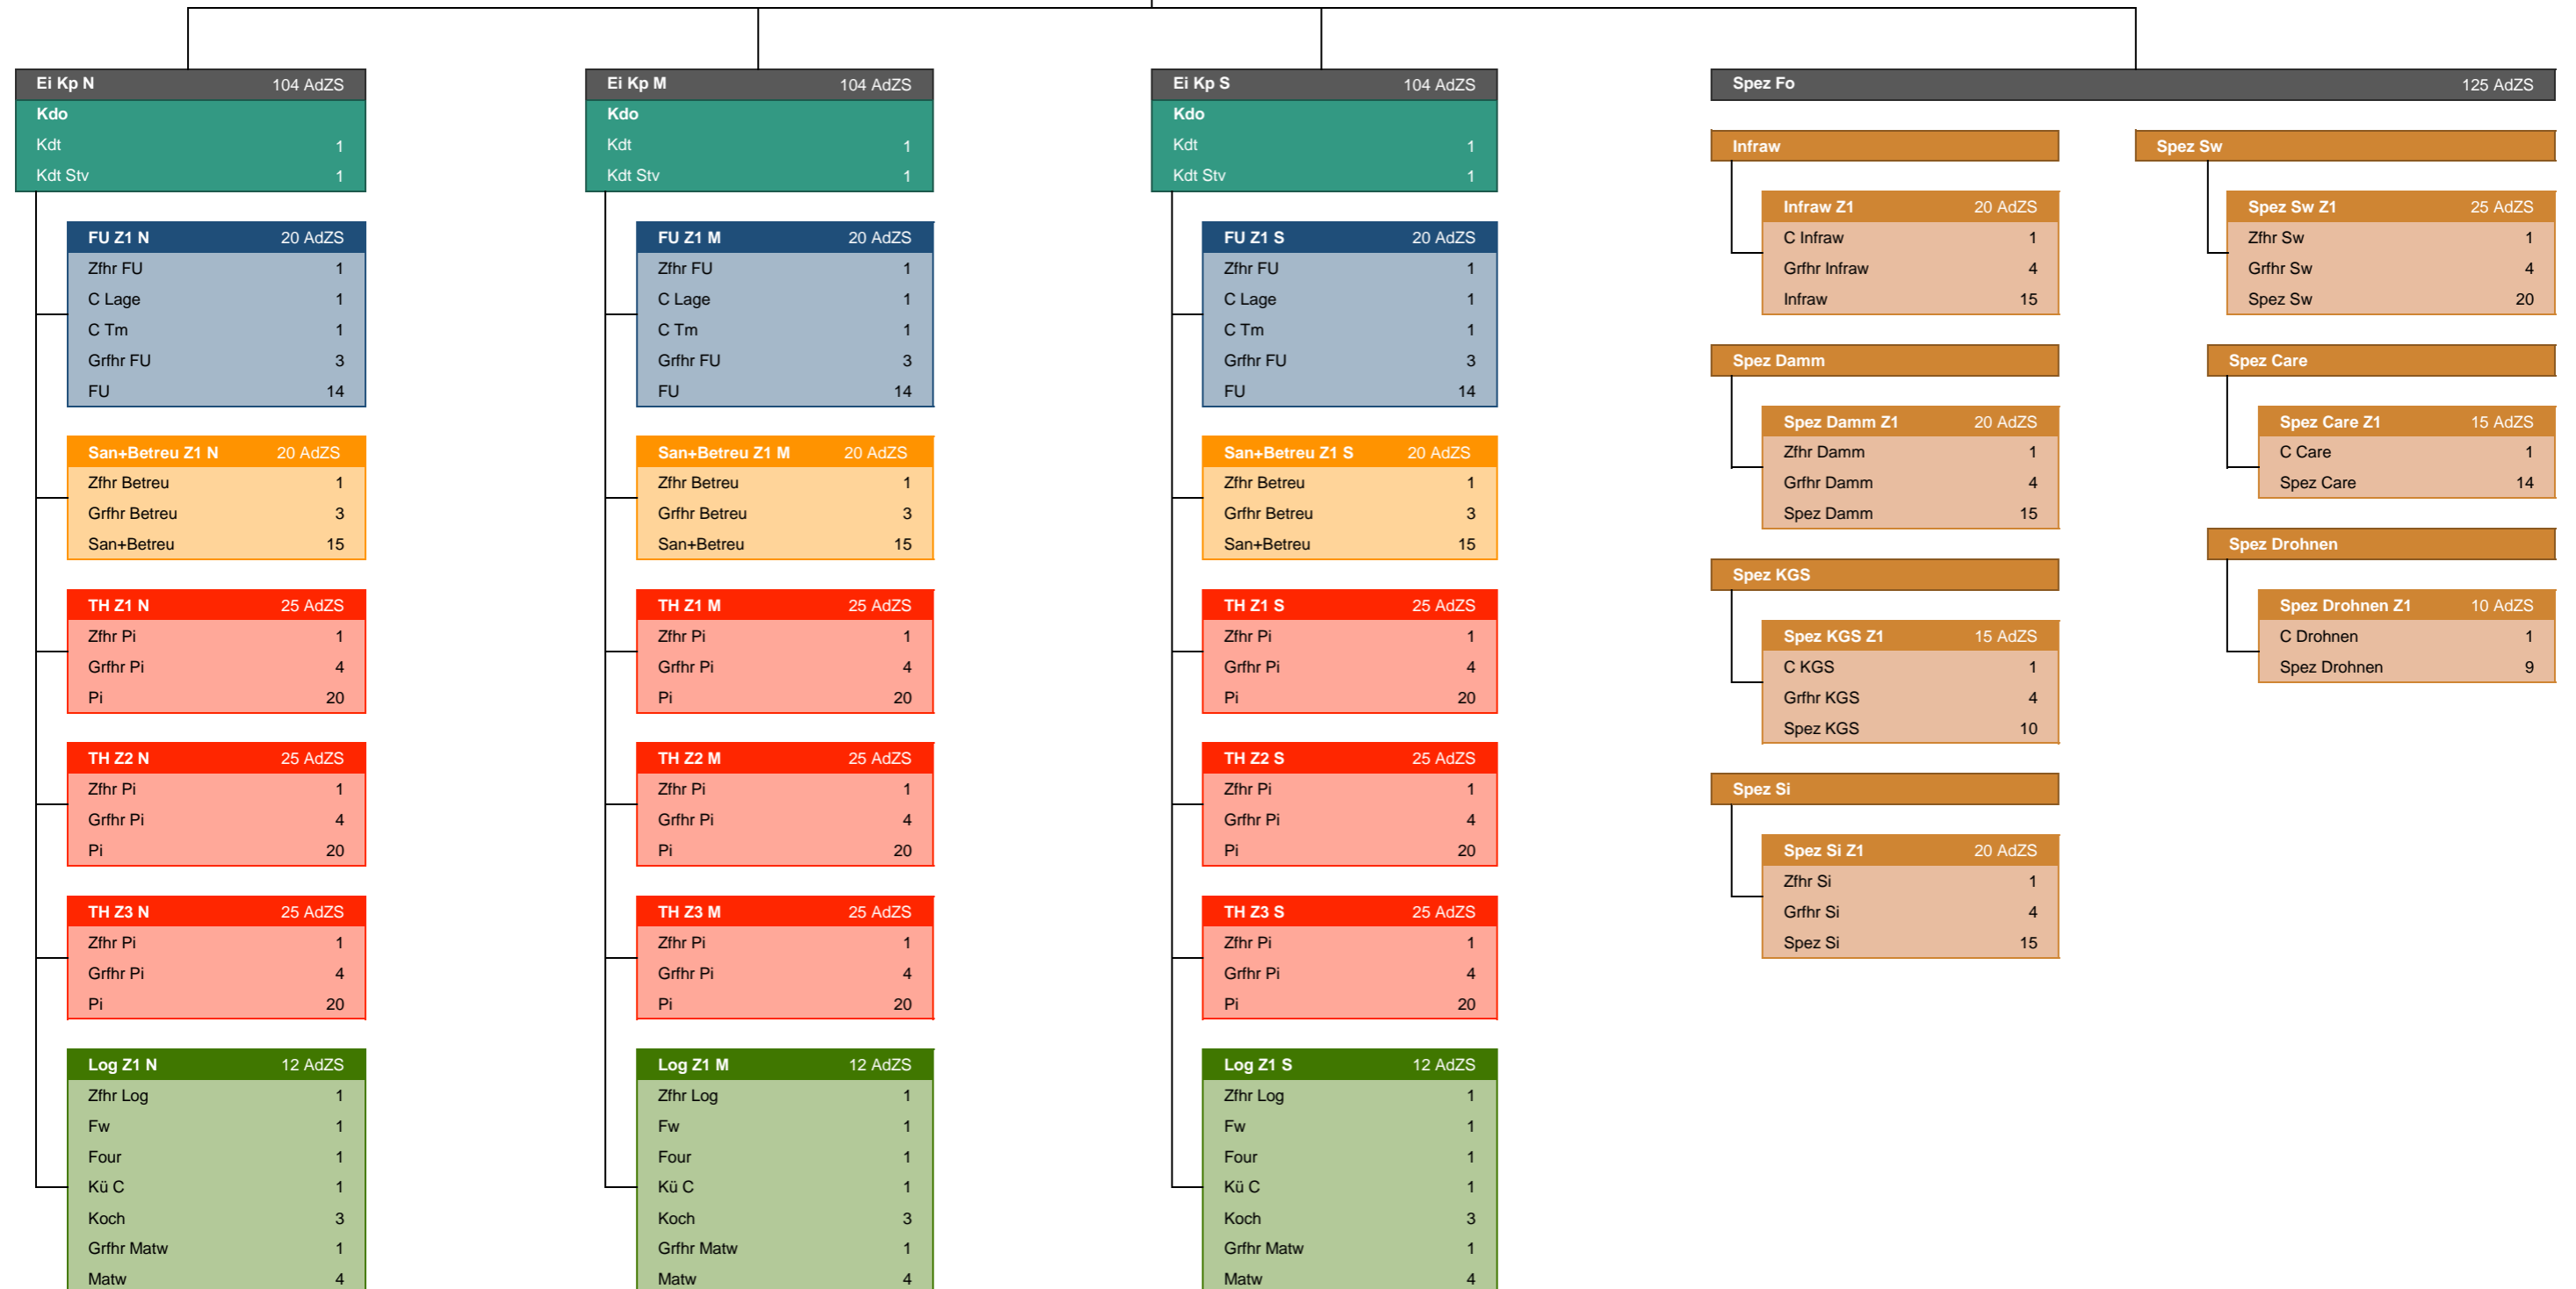 Ei Kp N 104 AdZS
Kdo
Kdt 1
Kdt Stv 1
FU Z1 N 20 AdZS
Zfhr FU 1
C Lage 1
C Tm 1
Grfhr FU 3
FU 14
San+Betreu Z1 N 20 AdZS
Zfhr Betreu 1
Grfhr Betreu 3
San+Betreu 15
TH Z1 N 25 AdZS
Zfhr Pi 1
Grfhr Pi 4
Pi 20
TH Z2 N 25 AdZS
Zfhr Pi 1
Grfhr Pi 4
Pi 20
TH Z3 N 25 AdZS
Zfhr Pi 1
Grfhr Pi 4
Pi 20
Log Z1 N 12 AdZS
Zfhr Log 1
Fw 1
Four 1
Kü C 1
Koch 3
Grfhr Matw 1
Matw 4
Ei Kp M 104 AdZS
Kdo
Kdt 1
Kdt Stv 1
FU Z1 M 20 AdZS
Zfhr FU 1
C Lage 1
C Tm 1
Grfhr FU 3
FU 14
San+Betreu Z1 M 20 AdZS
Zfhr Betreu 1
Grfhr Betreu 3
San+Betreu 15
TH Z1 M 25 AdZS
Zfhr Pi 1
Grfhr Pi 4
Pi 20
TH Z2 M 25 AdZS
Zfhr Pi 1
Grfhr Pi 4
Pi 20
TH Z3 M 25 AdZS
Zfhr Pi 1
Grfhr Pi 4
Pi 20
Log Z1 M 12 AdZS
Zfhr Log 1
Fw 1
Four 1
Kü C 1
Koch 3
Grfhr Matw 1
Matw 4
Ei Kp S 104 AdZS
Kdo
Kdt 1
Kdt Stv 1
FU Z1 S 20 AdZS
Zfhr FU 1
C Lage 1
C Tm 1
Grfhr FU 3
FU 14
San+Betreu Z1 S 20 AdZS
Zfhr Betreu 1
Grfhr Betreu 3
San+Betreu 15
TH Z1 S 25 AdZS
Zfhr Pi 1
Grfhr Pi 4
Pi 20
TH Z2 S 25 AdZS
Zfhr Pi 1
Grfhr Pi 4
Pi 20
TH Z3 S 25 AdZS
Zfhr Pi 1
Grfhr Pi 4
Pi 20
Log Z1 S 12 AdZS
Zfhr Log 1
Fw 1
Four 1
Kü C 1
Koch 3
Grfhr Matw 1
Matw 4
Spez Fo 125 AdZS
Infraw
Infraw Z1 20 AdZS
C Infraw 1
Grfhr Infraw 4
Infraw 15
Spez Damm
Spez Damm Z1 20 AdZS
Zfhr Damm 1
Grfhr Damm 4
Spez Damm 15
Spez KGS
Spez KGS Z1 15 AdZS
C KGS 1
Grfhr KGS 4
Spez KGS 10
Spez Si
Spez Si Z1 20 AdZS
Zfhr Si 1
Grfhr Si 4
Spez Si 15
Spez Sw
Spez Sw Z1 25 AdZS
Zfhr Sw 1
Grfhr Sw 4
Spez Sw 20
Spez Care
Spez Care Z1 15 AdZS
C Care 1
Spez Care 14
Spez Drohnen
Spez Drohnen Z1 10 AdZS
C Drohnen 1
Spez Drohnen 9